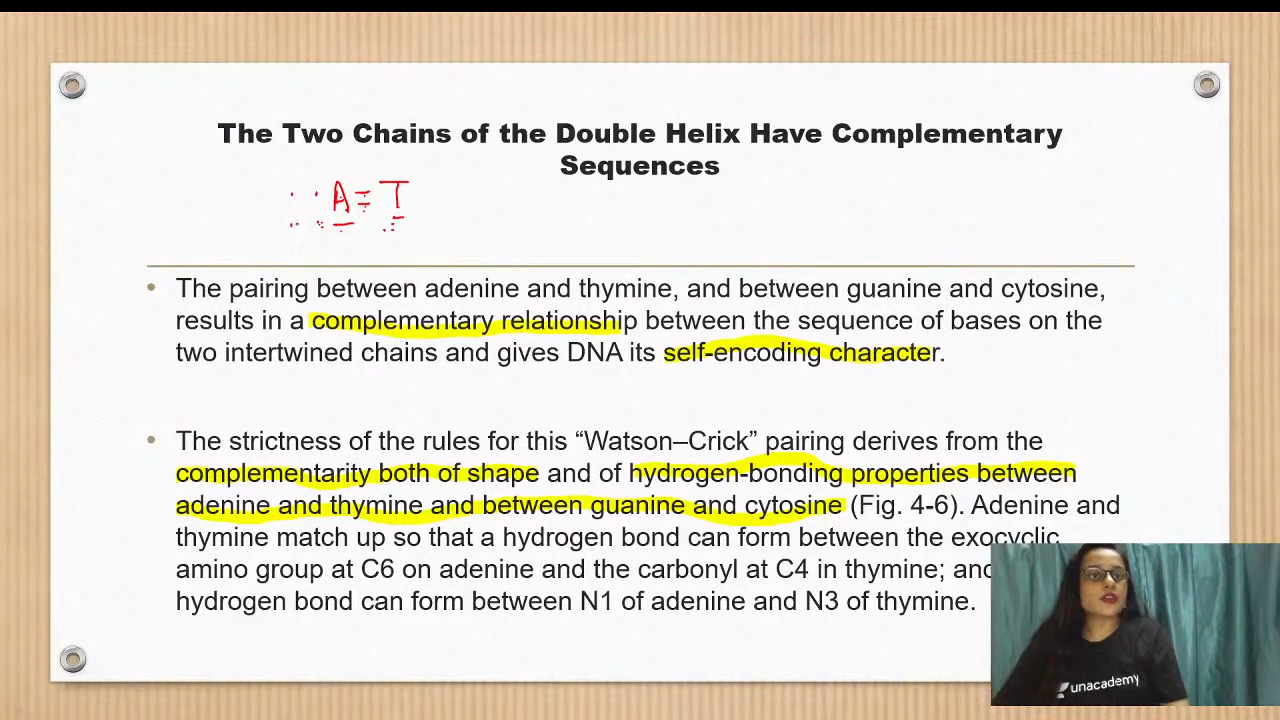 The Two Chains of the Double Helix Have Complementary
Sequences
A = T
• The pairing between adenine and thymine, and between guanine and cytosine,
results in a complementary relationship between the sequence of bases on the
two intertwined chains and gives DNA its self-encoding character.
• The strictness of the rules for this “Watson–Crick” pairing derives from the
complementarity both of shape and of hydrogen-bonding properties between
adenine and thymine and between guanine and cytosine (Fig. 4-6). Adenine and
thymine match up so that a hydrogen bond can form between the exocyclic
amino group at C6 on adenine and the carbonyl at C4 in thymine; and
hydrogen bond can form between N1 of adenine and N3 of thymine.
unacademy